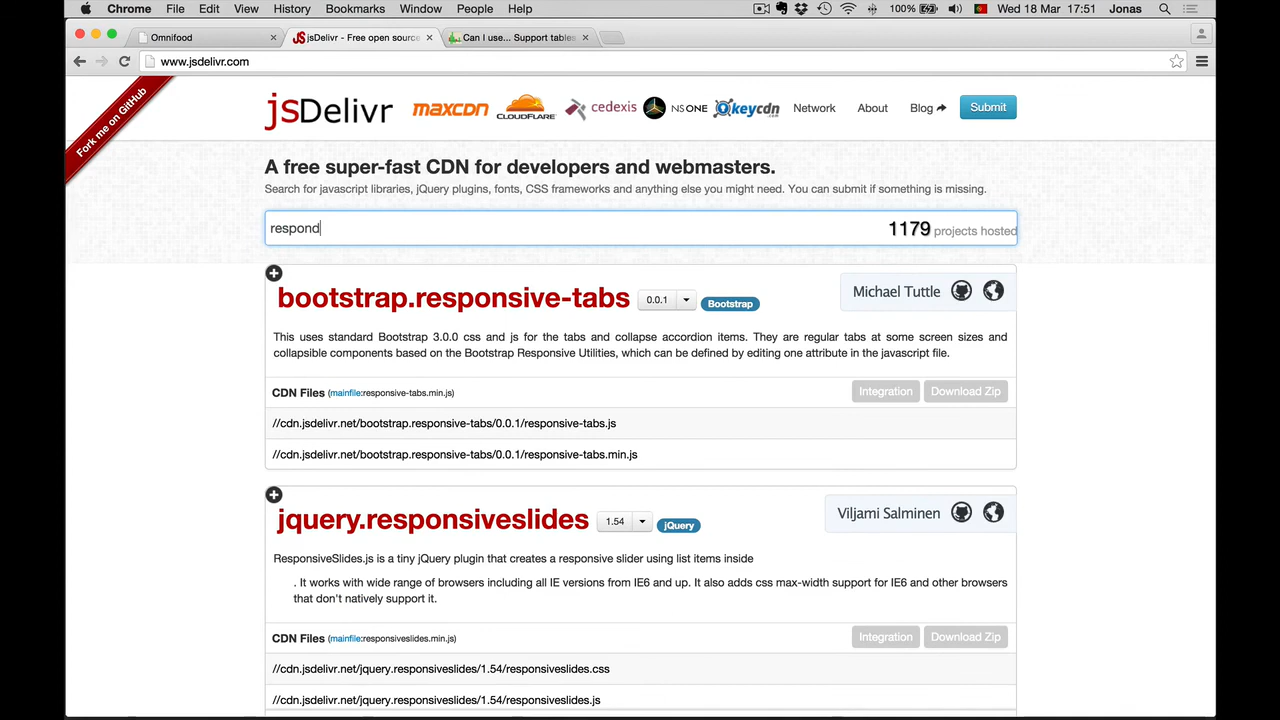 Chrome File Edit View History Bookmarks Window People Help 100% Wed 18 Mar 17:51 Jonas
Omnifood jsDelivr - Free open source Can I use... Support tables
www.jsdelivr.com
Fork me on GitHub
jsDelivr maxcdn CLOUDFLARE cedexis NSONE keycdn.com Network About Blog Submit
A free super-fast CDN for developers and webmasters.
Search for javascript libraries, jQuery plugins, fonts, CSS frameworks and anything else you might need. You can submit if something is missing.
respond 1179 projects hosted
bootstrap.responsive-tabs 0.0.1 Bootstrap Michael Tuttle
This uses standard Bootstrap 3.0.0 css and js for the tabs and collapse accordion items. They are regular tabs at some screen sizes and
collapsible components based on the Bootstrap Responsive Utilities, which can be defined by editing one attribute in the javascript file.
CDN Files (mainfile:responsive-tabs.min.js) Integration Download Zip
//cdn.jsdelivr.net/bootstrap.responsive-tabs/0.0.1/responsive-tabs.js
//cdn.jsdelivr.net/bootstrap.responsive-tabs/0.0.1/responsive-tabs.min.js
jquery.responsiveslides 1.54 jQuery Viljami Salminen
ResponsiveSlides.js is a tiny jQuery plugin that creates a responsive slider using list items inside
. It works with wide range of browsers including all IE versions from IE6 and up. It also adds css max-width support for IE6 and other browsers
that don't natively support it.
CDN Files (mainfile:responsiveslides.min.js) Integration Download Zip
//cdn.jsdelivr.net/jquery.responsiveslides/1.54/responsiveslides.css
//cdn.jsdelivr.net/jquery.responsiveslides/1.54/responsiveslides.js